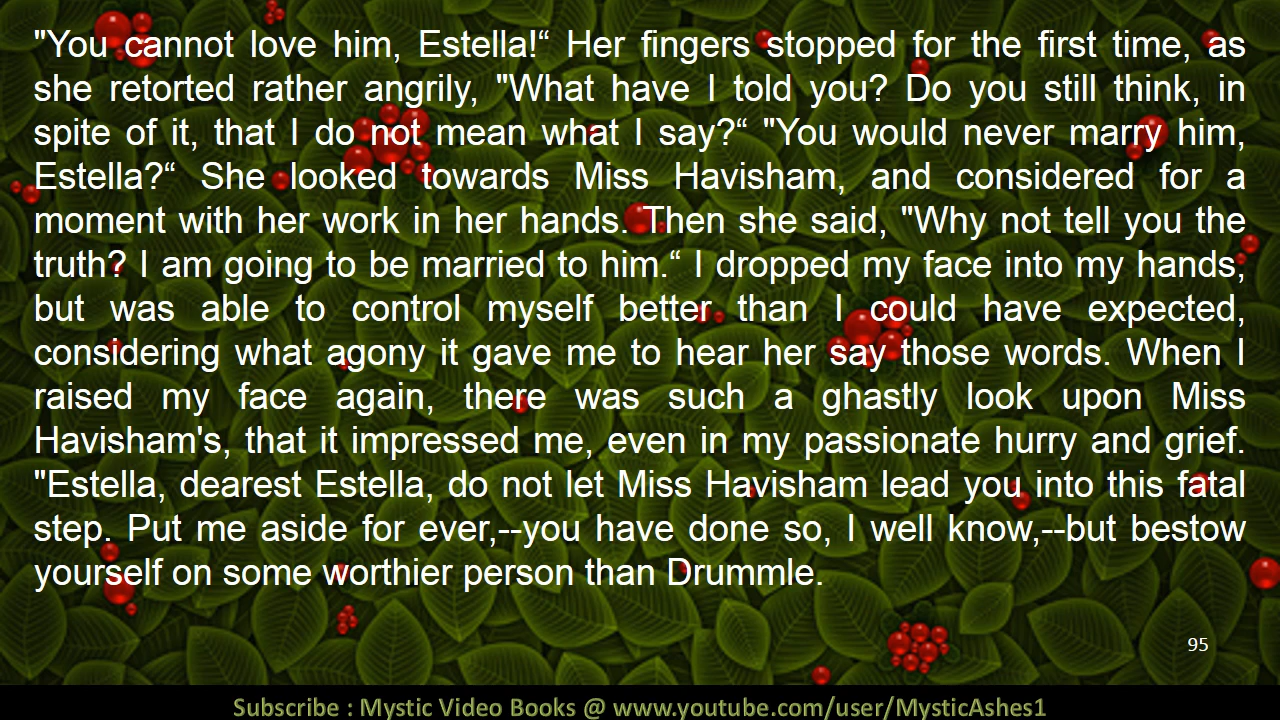 "You cannot love him, Estella!“ Her fingers stopped for the first time, as
she retorted rather angrily, "What have I told you? Do you still think, in
spite of it, that I do not mean what I say?“ "You would never marry him,
Estella?“ She looked towards Miss Havisham, and considered for a
moment with her work in her hands. Then she said, "Why not tell you the
truth? I am going to be married to him.“ I dropped my face into my hands,
but was able to control myself better than I could have expected,
considering what agony it gave me to hear her say those words. When I
raised my face again, there was such a ghastly look upon Miss
Havisham's, that it impressed me, even in my passionate hurry and grief.
"Estella, dearest Estella, do not let Miss Havisham lead you into this fatal
step. Put me aside for ever,--you have done so, I well know,--but bestow
yourself on some worthier person than Drummle.
95
Subscribe : Mystic Video Books @ www.youtube.com/user/MysticAshes1